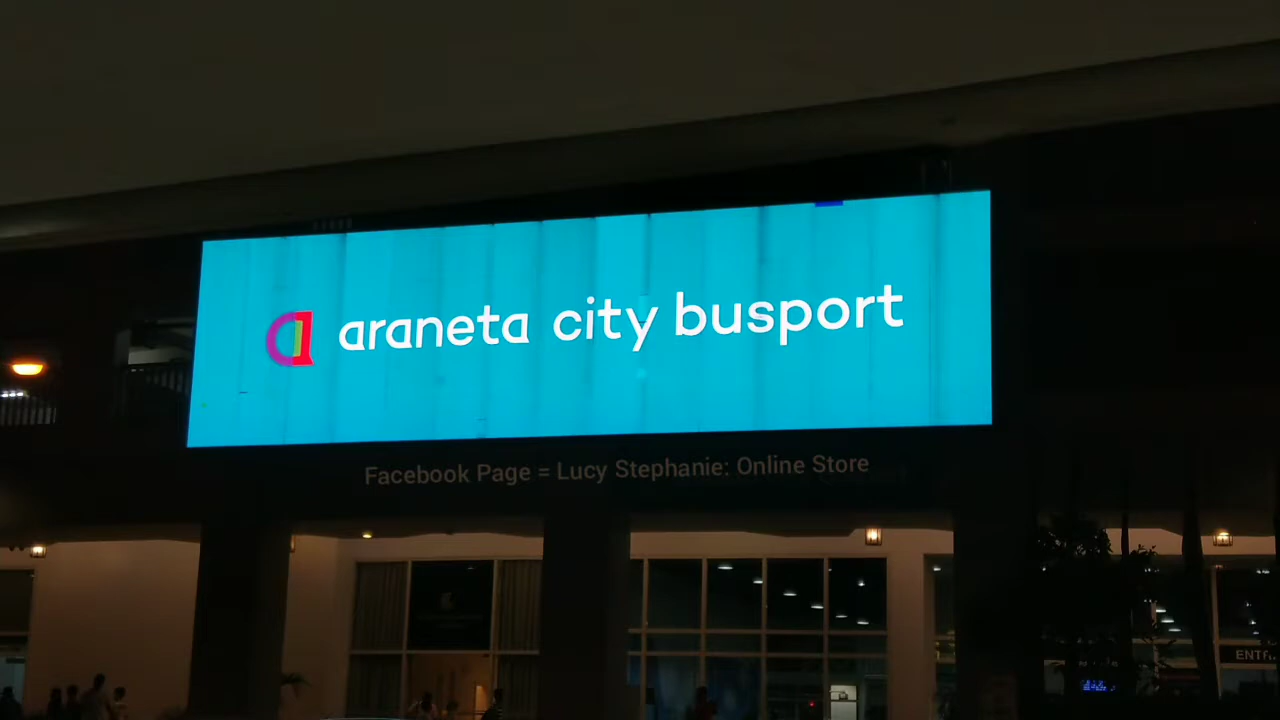 araneta city busport
Facebook Page = Lucy Stephanie: Online Store